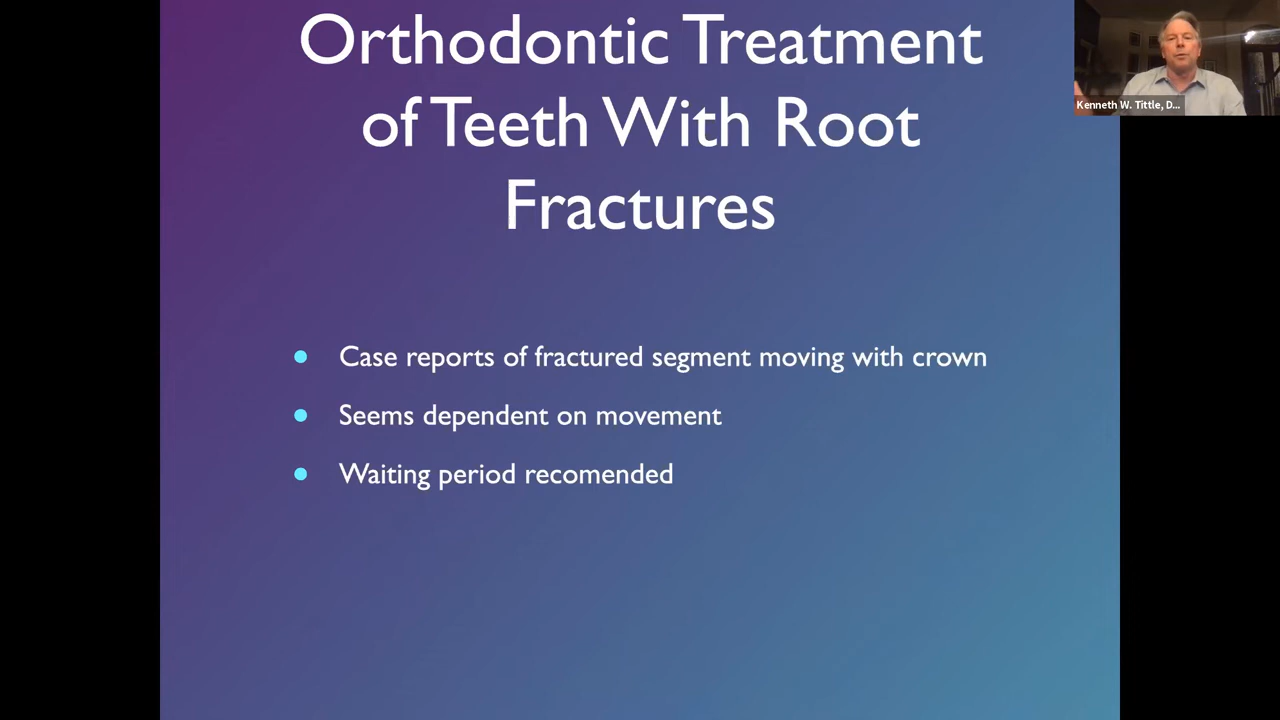 Orthodontic Treatment
of Teeth With Root
Fractures
Kenneth W. Tittle, D...
Case reports of fractured segment moving with crown
Seems dependent on movement
Waiting period recomended